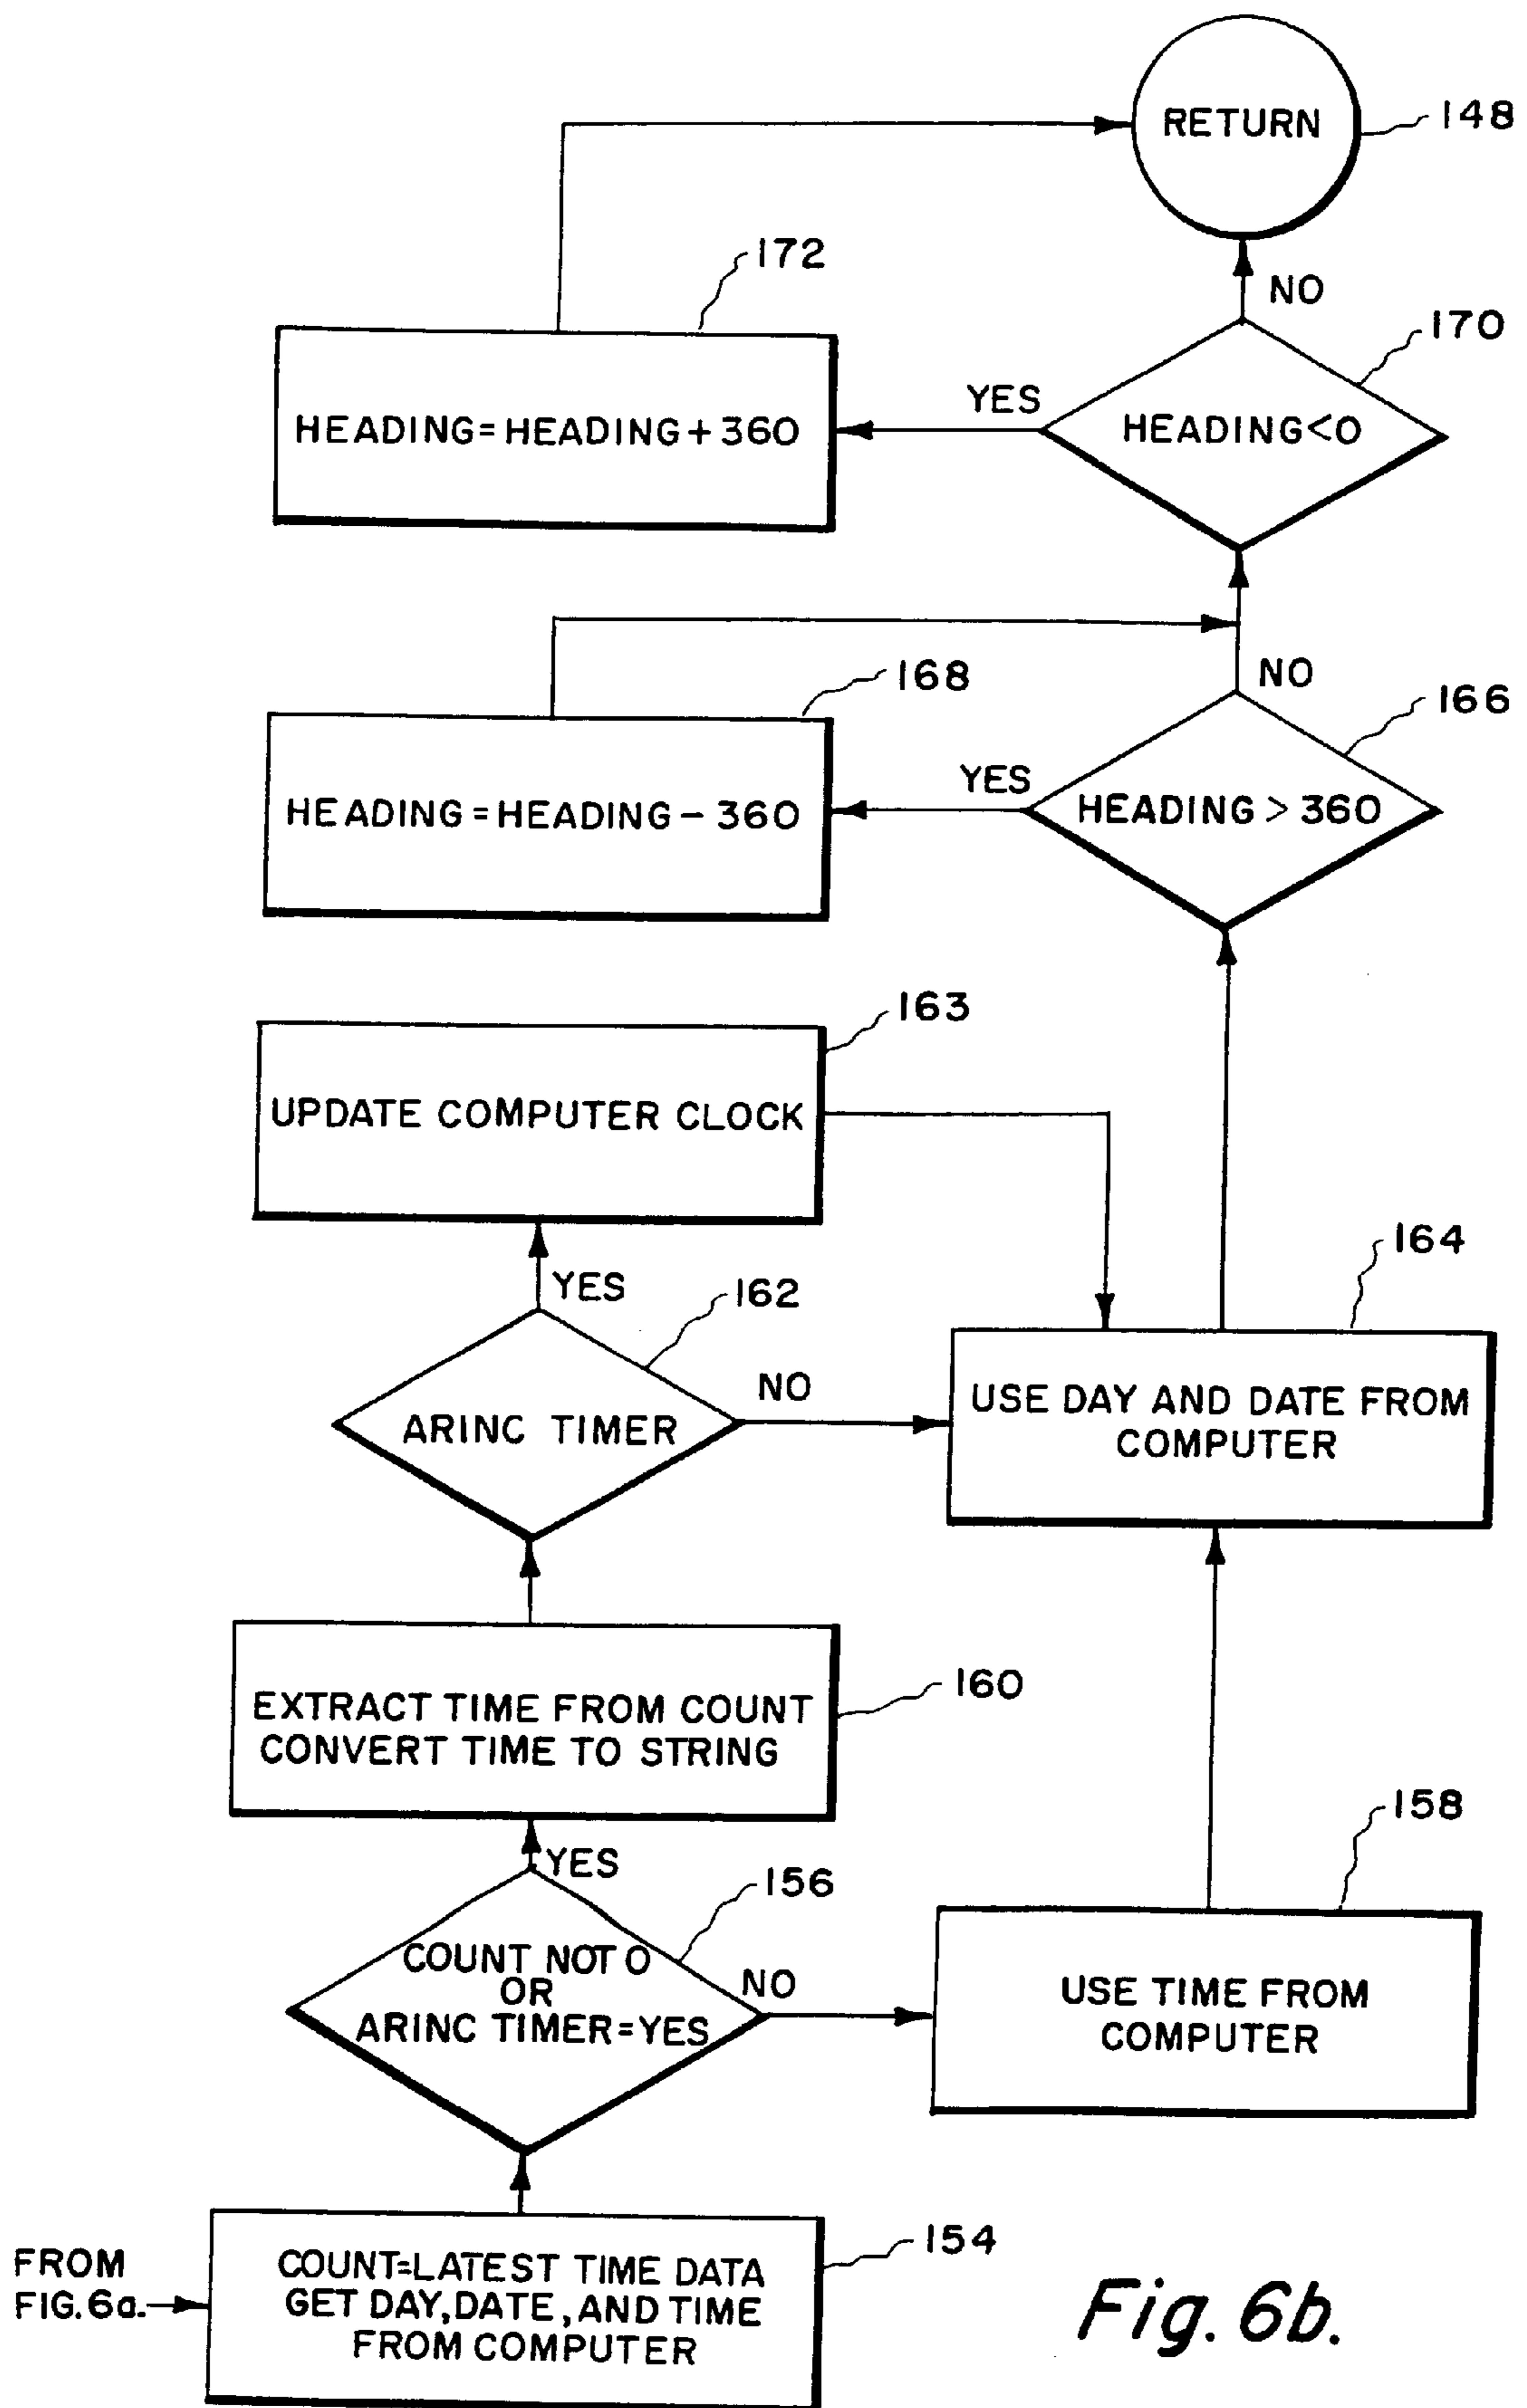 RETURN
148
172
NO
170
YES
HEADING=HEADING+360
HEADING<0
168
NO
166
YES
HEADING=HEADING-360
HEADING>360
163
UPDATE COMPUTER CLOCK
164
YES
162
NO
ARINC TIMER
USE DAY AND DATE FROM
COMPUTER
160
EXTRACT TIME FROM COUNT
CONVERT TIME TO STRING
158
YES
156
COUNT NOT 0
OR
ARINC TIMER=YES
NO
USE TIME FROM
COMPUTER
154
FROM
FIG.6a.
COUNT=LATEST TIME DATA
GET DAY, DATE, AND TIME
FROM COMPUTER
Fig. 6b.